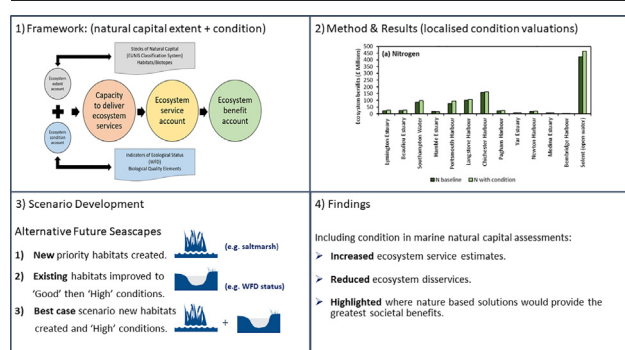 1) Framework: (natural capital extent + condition)
Stocks of Natural Capital
(EUNIS Classification System)
Habitats/Biotopes
Ecosystem
extent
account
Capacity
to deliver
ecosystem
services
Ecosystem
service
account
Ecosystem
benefit
account
Ecosystem
condition
account
Indicators of Ecological Status
(WFD)
Biological Quality Elements
2) Method & Results (localised condition valuations)
Ecosystem benefits (£ Millions)
500
450
400
350
300
250
200
150
100
50
0
(a) Nitrogen
Lymington Estuary
Beaulieu Estuary
Southampton Water
Hamble Estuary
Portsmouth Harbour
Langstone Harbour
Chichester Harbour
Pagham Harbour
Yar Estuary
Newton Harbour
Medina Estuary
Bembridge Harbour
Solent (open water)
N baseline
N with condition
3) Scenario Development
Alternative Future Seascapes
1) New priority habitats created.
(e.g. saltmarsh)
2) Existing habitats improved to
'Good' then 'High' conditions.
(e.g. WFD status)
3) Best case scenario new habitats
created and 'High' conditions.
+
4) Findings
Including condition in marine natural capital assessments:
➢ Increased ecosystem service estimates.
➢ Reduced ecosystem disservices.
➢ Highlighted where nature based solutions would provide the
greatest societal benefits.